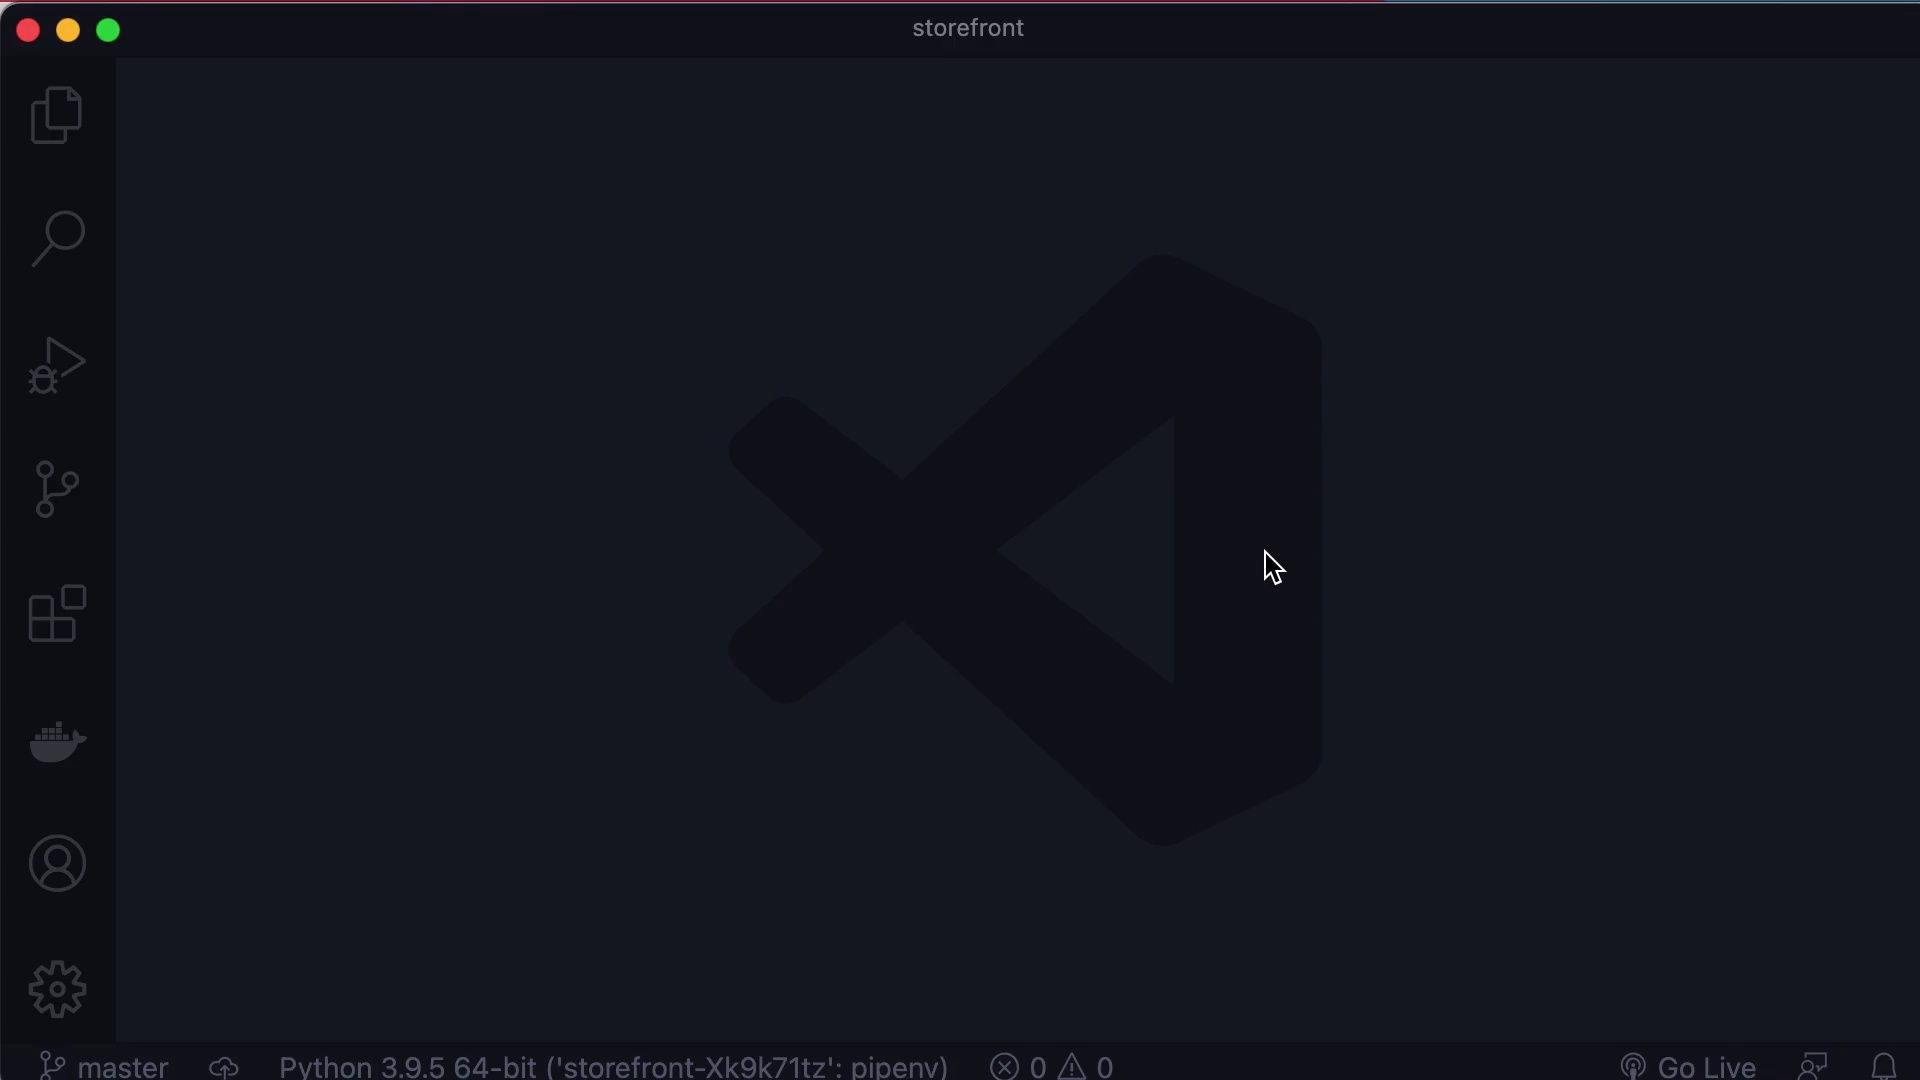 storefront
master
Python 3.9.5 64-bit ('storefront-Xk9k71tz': pipenv)
0
0
Go Live